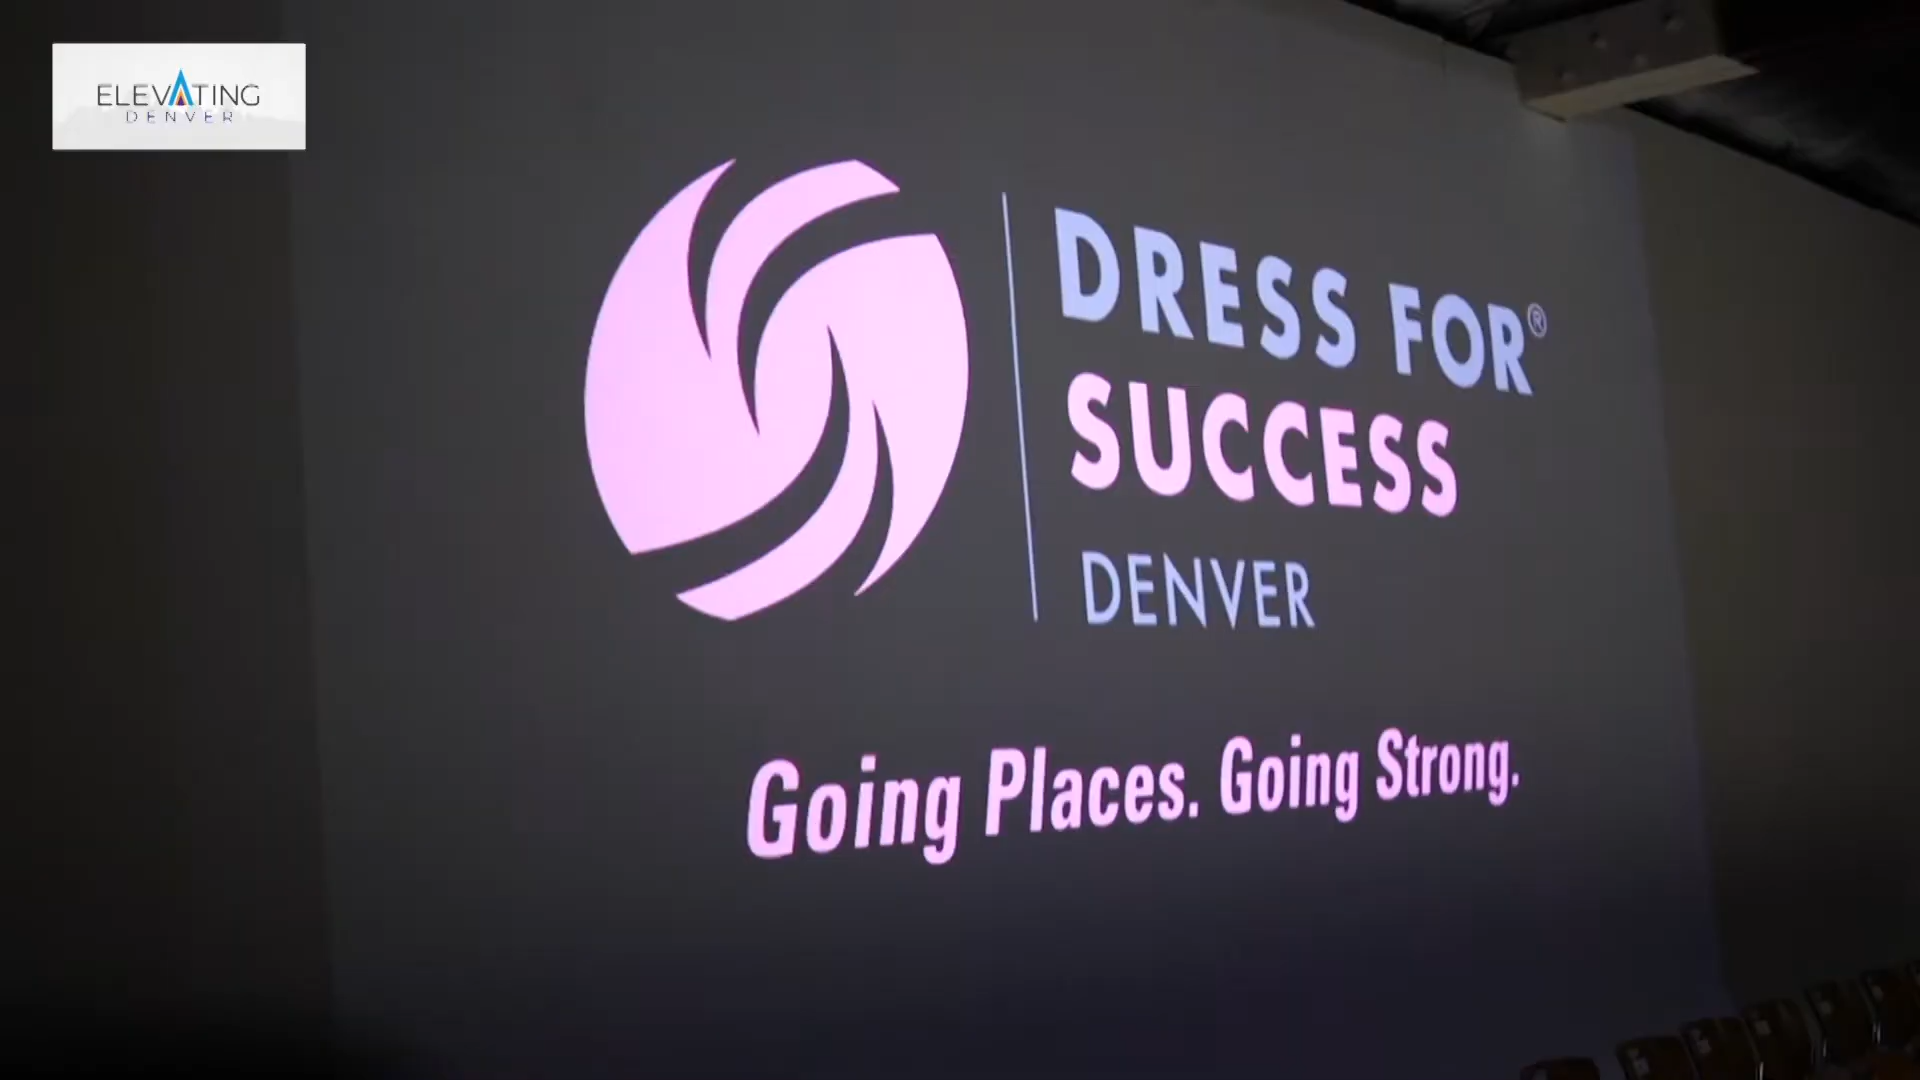 ELEVATING
DENVER
DRESS FOR®
SUCCESS
DENVER
Going Places. Going Strong.